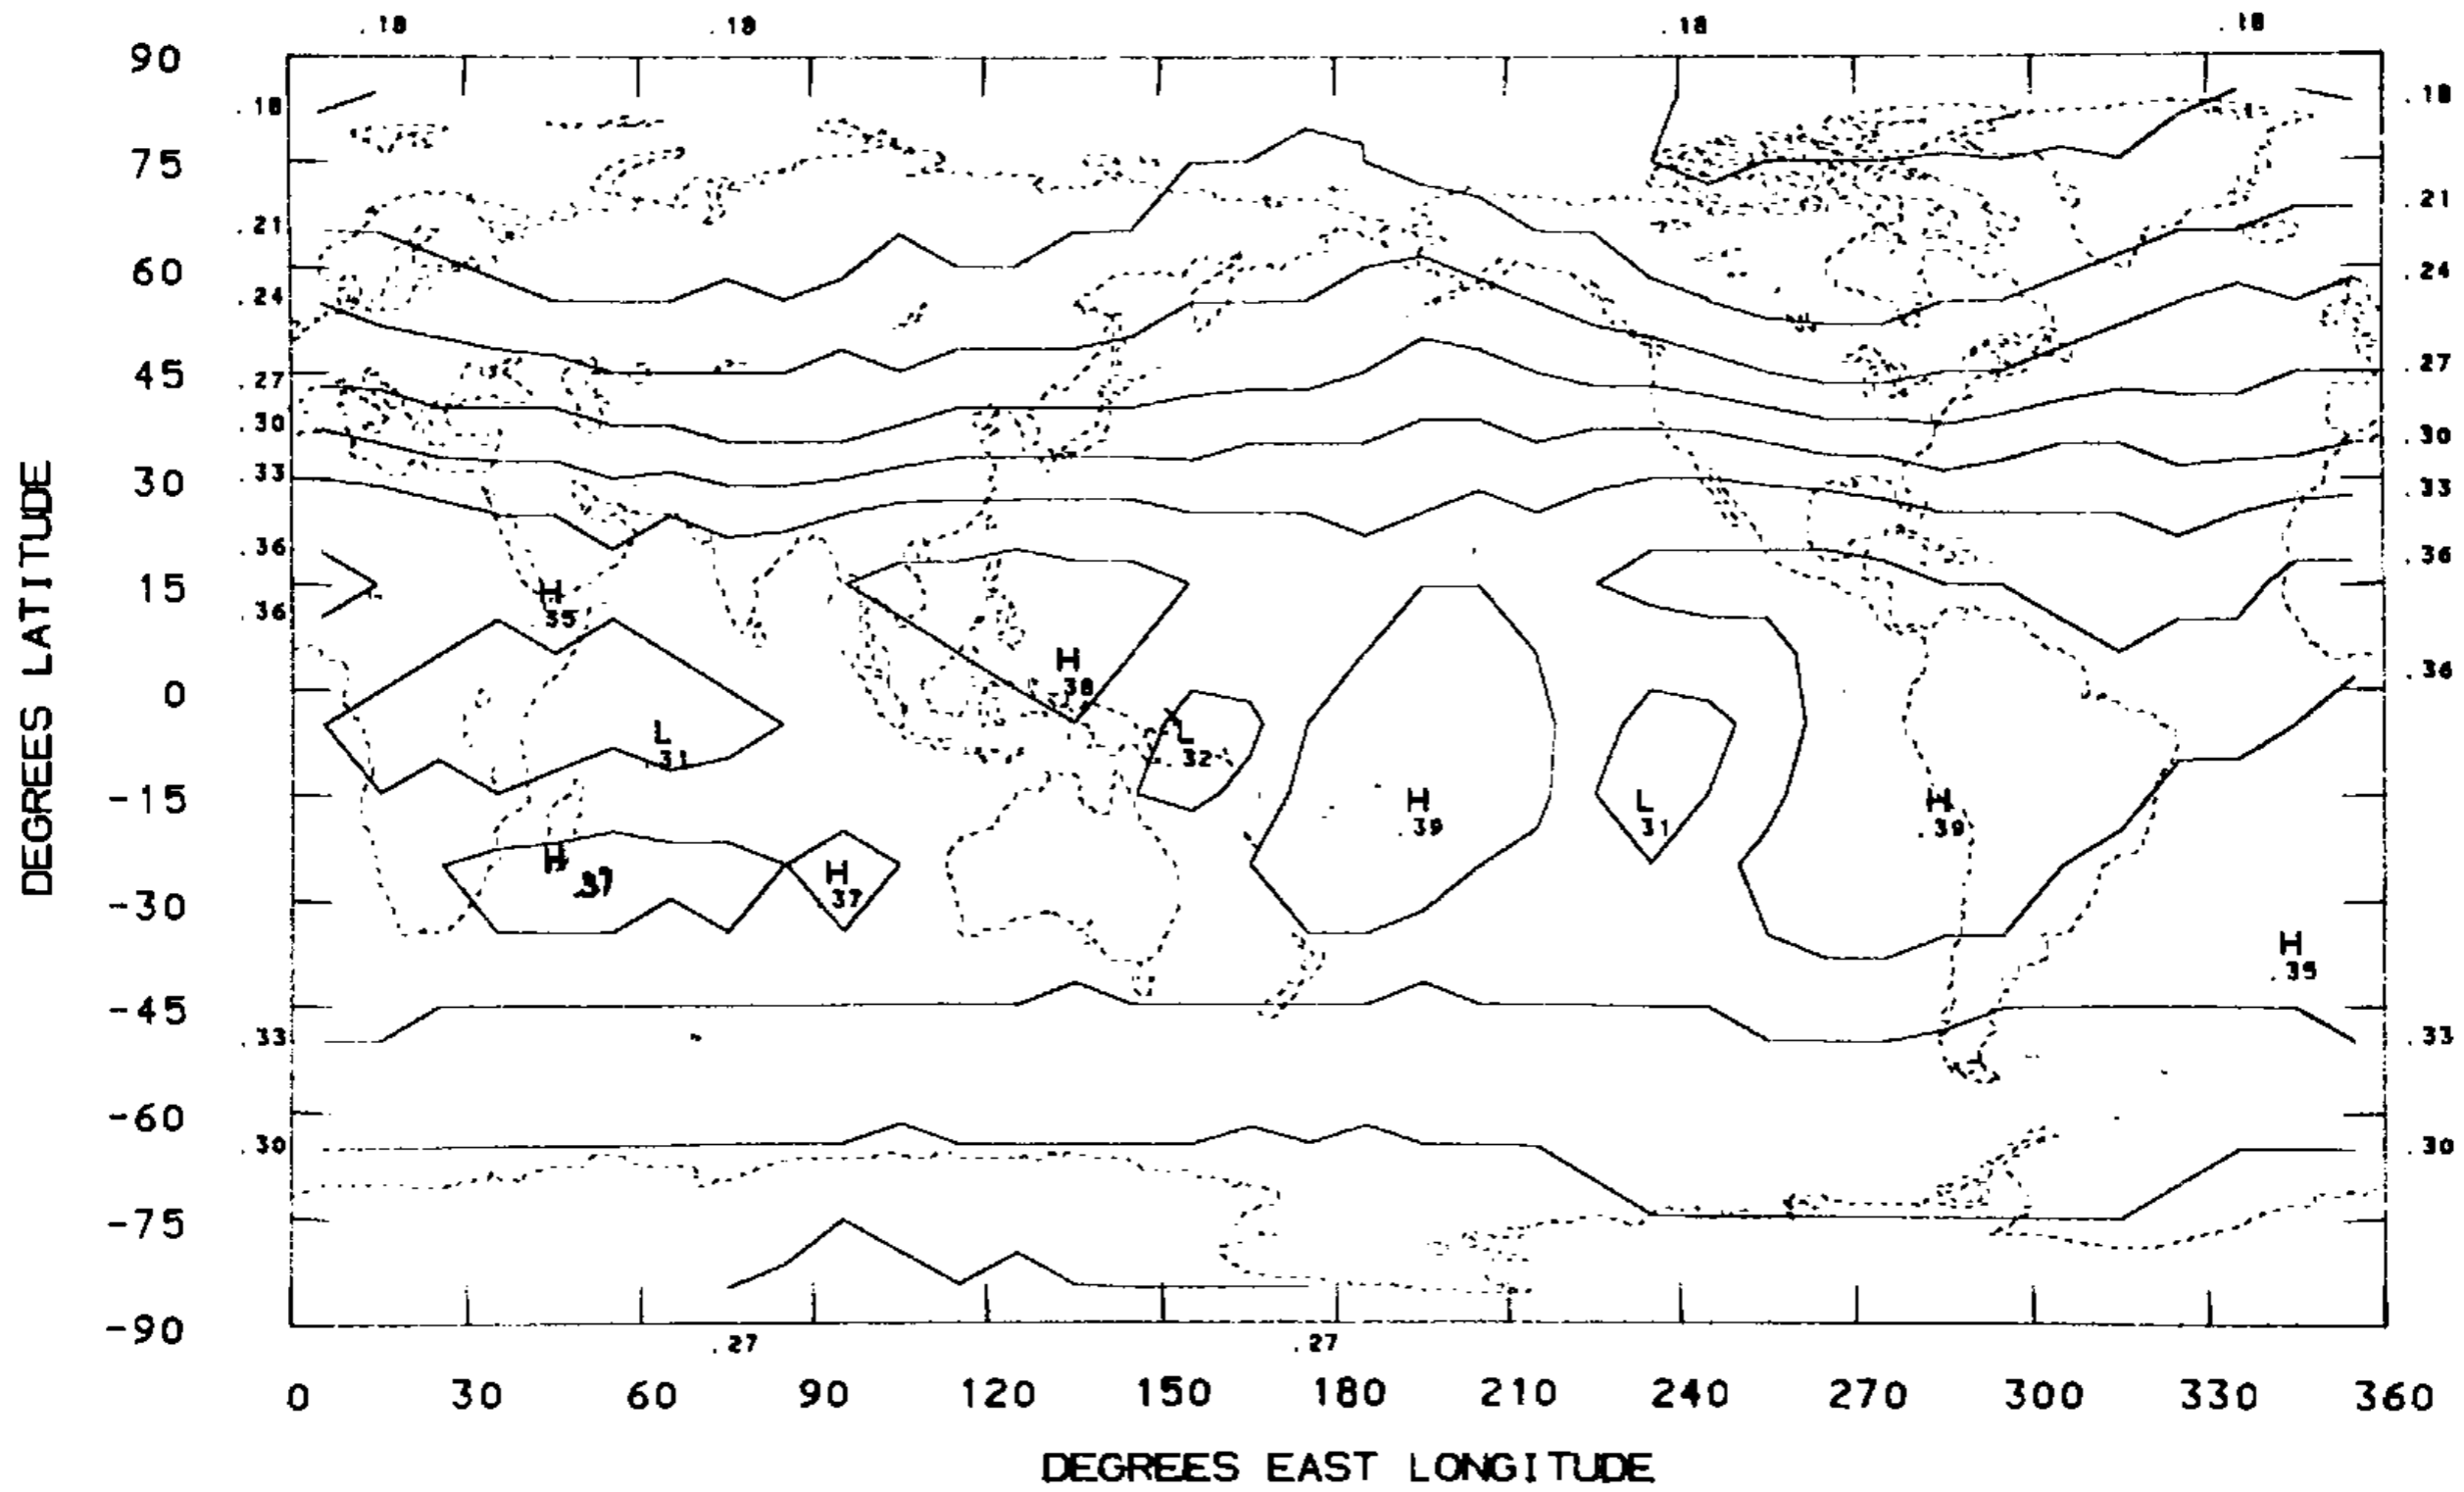 .18 .18 .18 .18
90
.18 .18
75
.21 .21
60 .24
.24
45 .27 .27
.30 .30
30 .33 .33
.36 .36
15 H
.36 .35
H .36
0 .38
L L
.31 .32
-15 H L H
.39 .31 .39
H H
.37 .37
-30
H
.35
-45
.33 .33
-60
.30 .30
-75
-90
.27 .27
0 30 60 90 120 150 180 210 240 270 300 330 360
DEGREES EAST LONGITUDE
DEGREES LATITUDE